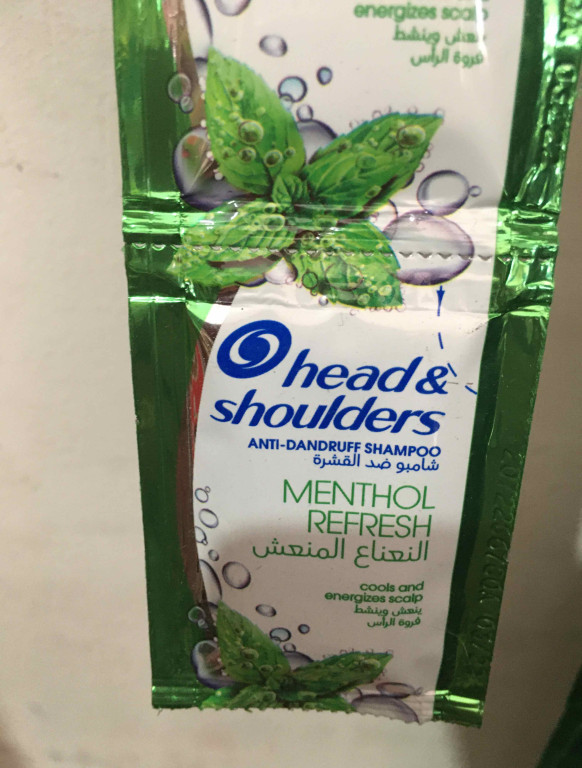 energizes scalp
ينعش وينشط
فروة الرأس
head &
shoulders
ANTI-DANDRUFF SHAMPOO
شامبو ضد القشرة
MENTHOL
REFRESH
النعناع المنعش
cools and
energizes scalp
ينعش وينشط
فروة الرأس